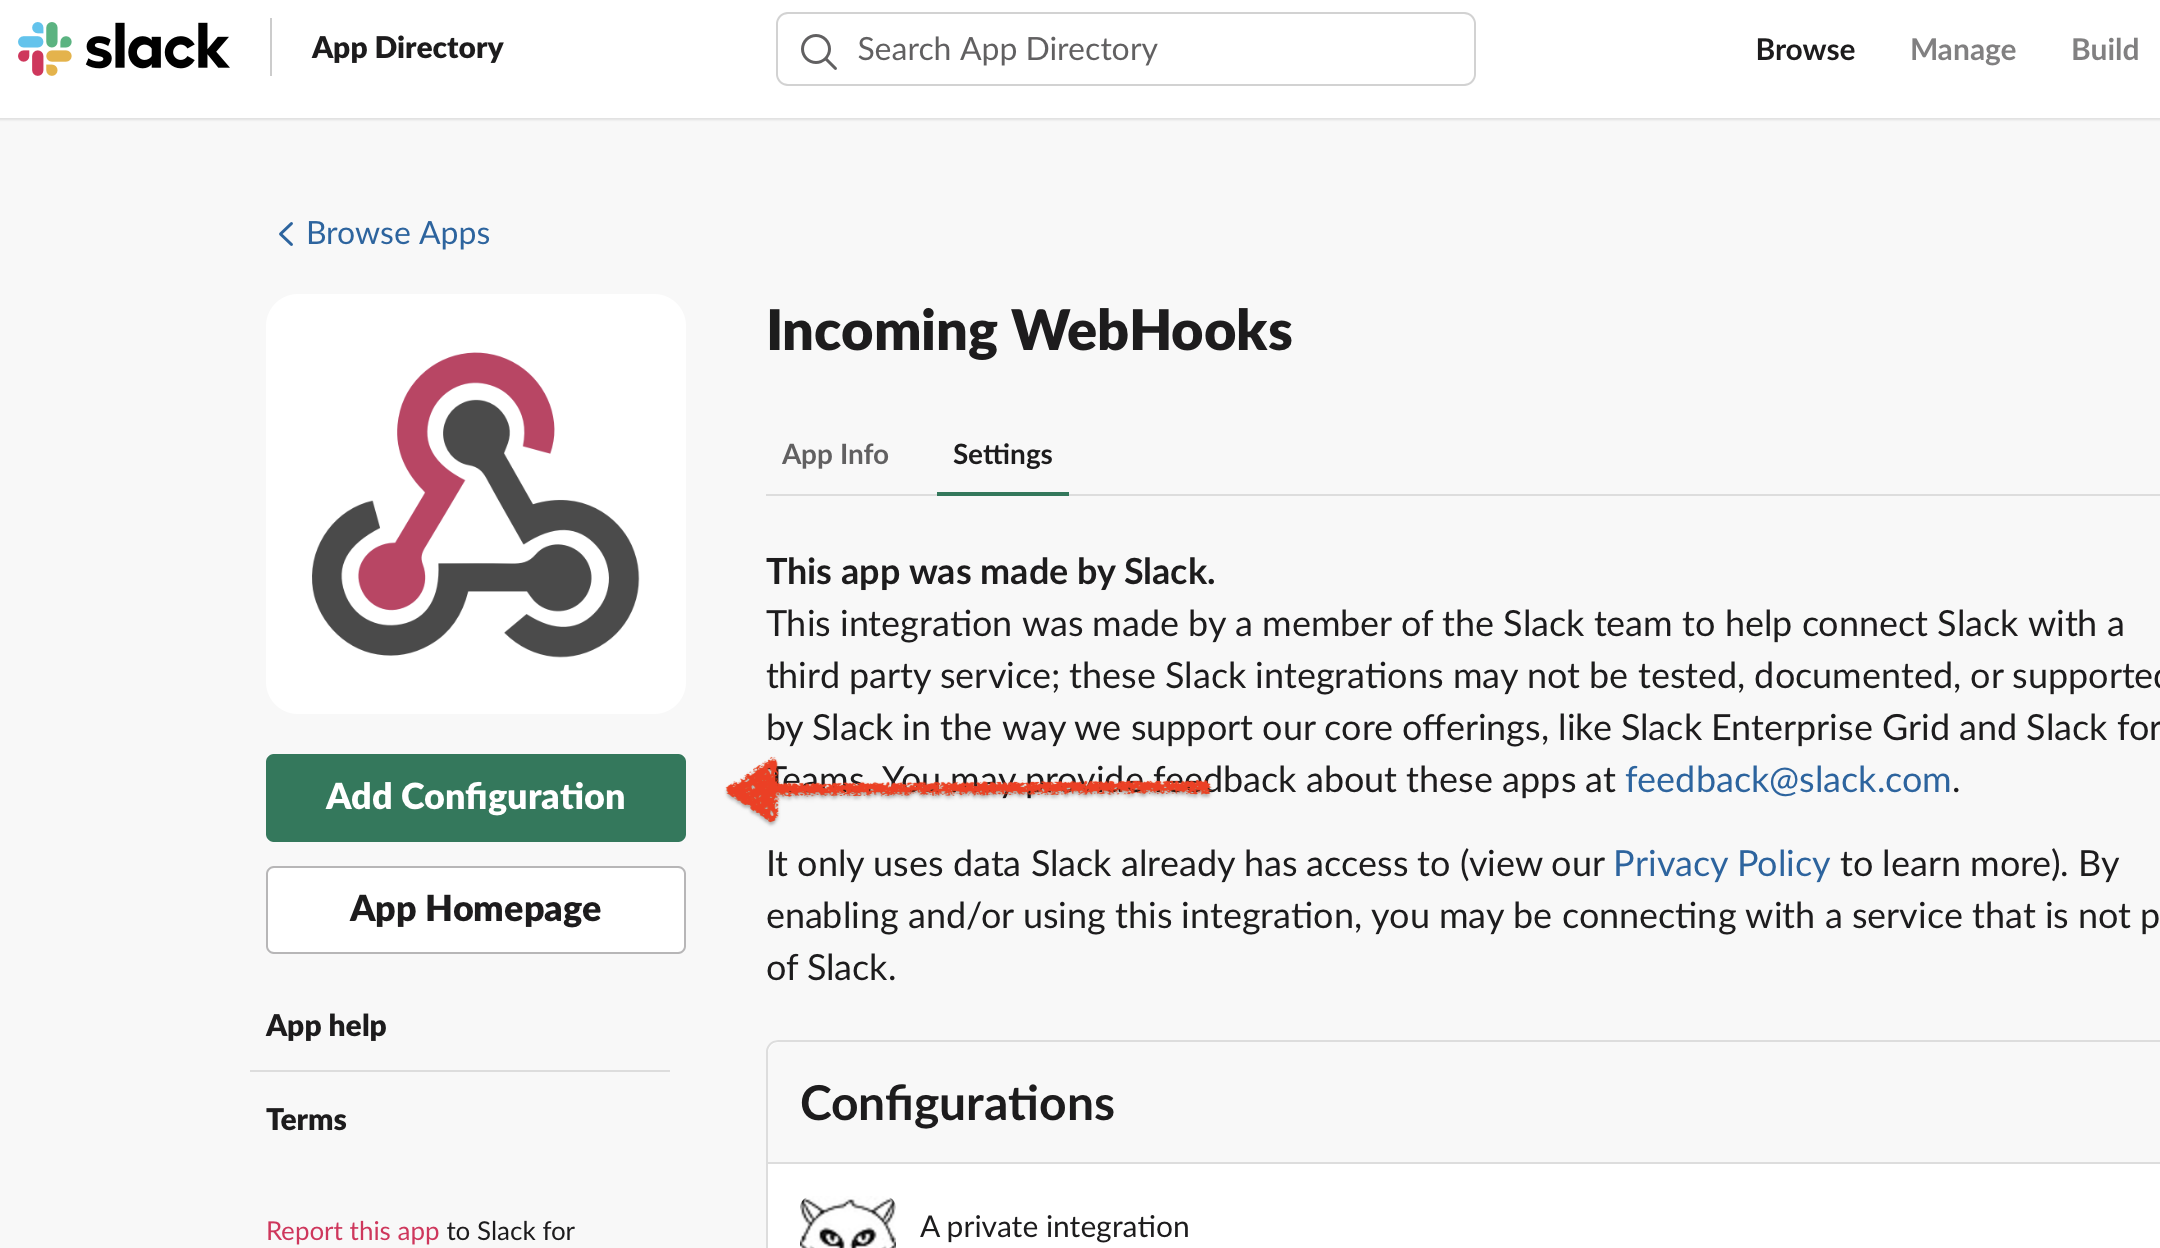 slack
App Directory
Search App Directory
Browse
Manage
Build
Browse Apps
Incoming WebHooks
App Info
Settings
This app was made by Slack.
This integration was made by a member of the Slack team to help connect Slack with a
third party service; these Slack integrations may not be tested, documented, or supported
by Slack in the way we support our core offerings, like Slack Enterprise Grid and Slack for
Teams. You may provide feedback about these apps at feedback@slack.com.
It only uses data Slack already has access to (view our Privacy Policy to learn more). By
enabling and/or using this integration, you may be connecting with a service that is not p
of Slack.
Add Configuration
App Homepage
App help
Terms
Report this app to Slack for
Configurations
A private integration